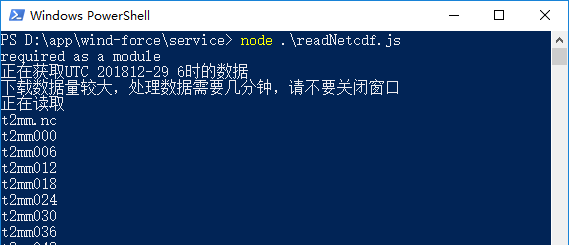 Windows PowerShell
PS D:\app\wind-force\service> node .\readNetcdf.js
required as a module
正在获取UTC 201812-29 6时的数据
下载数据量较大，处理数据需要几分钟，请不要关闭窗口
正在读取
t2mm.nc
t2mm000
t2mm006
t2mm012
t2mm018
t2mm024
t2mm030
t2mm036